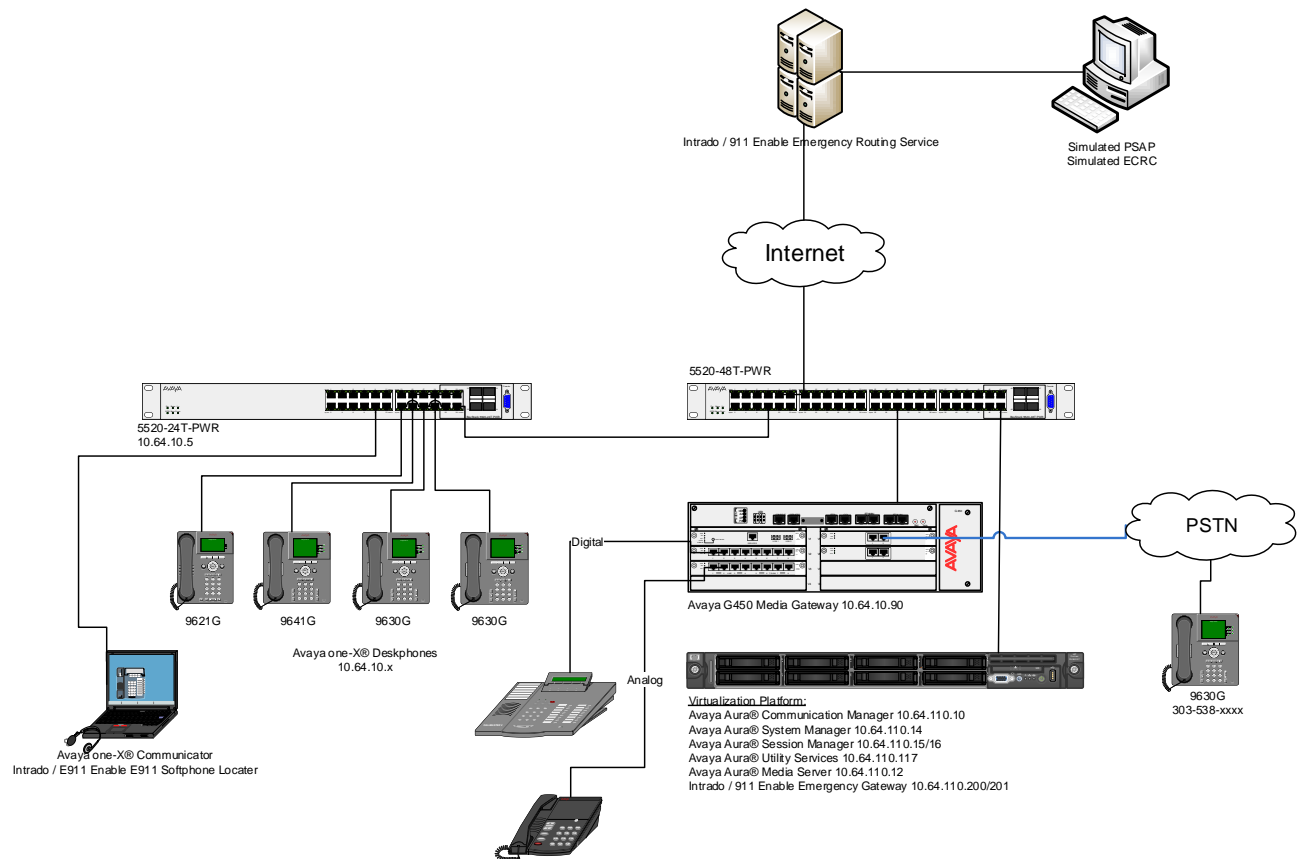 Intrado / 911 Enable Emergency Routing Service
Simulated PSAP
Simulated ECRC
Internet
5520-24T-PWR
10.64.10.5
5520-48T-PWR
AVAYA
AVAYA
9621G
9641G
9630G
9630G
Avaya one-X® Deskphones
10.64.10.x
Digital
Analog
AVAYA
Avaya G450 Media Gateway 10.64.10.90
PSTN
9630G
303-538-xxxx
Avaya one-X® Communicator
Intrado / E911 Enable E911 Softphone Locater
Virtualization Platform:
Avaya Aura® Communication Manager 10.64.110.10
Avaya Aura® System Manager 10.64.110.14
Avaya Aura® Session Manager 10.64.110.15/16
Avaya Aura® Utility Services 10.64.110.117
Avaya Aura® Media Server 10.64.110.12
Intrado / 911 Enable Emergency Gateway 10.64.110.200/201